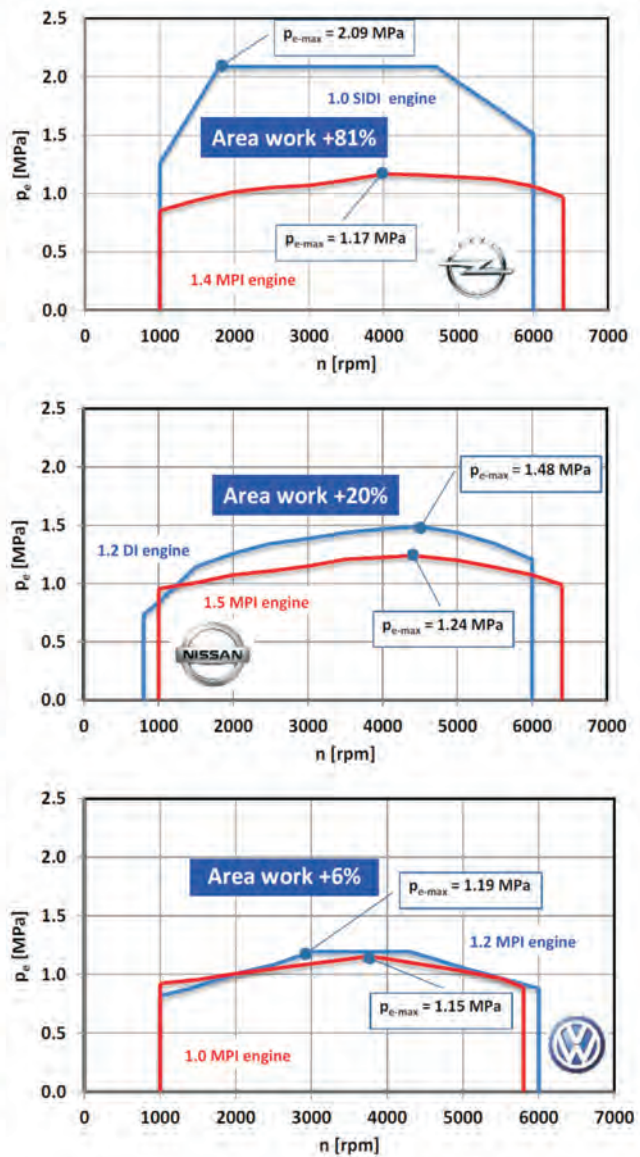 2.5
pe-max = 2.09 MPa
2.0
1.0 SIDI engine
1.5
Area work +81%
pe [MPa]
1.0
pe-max = 1.17 MPa
0.5
1.4 MPI engine
0.0
0 1000 2000 3000 4000 5000 6000 7000
n [rpm]
2.5
2.0
pe-max = 1.48 MPa
Area work +20%
1.5
1.2 DI engine
pe [MPa]
1.0
1.5 MPI engine
pe-max = 1.24 MPa
0.5
NISSAN
0.0
0 1000 2000 3000 4000 5000 6000 7000
n [rpm]
2.5
2.0
Area work +6%
pe-max = 1.19 MPa
1.5
1.2 MPI engine
pe [MPa]
1.0
pe-max = 1.15 MPa
0.5
1.0 MPI engine
VW
0.0
0 1000 2000 3000 4000 5000 6000 7000
n [rpm]